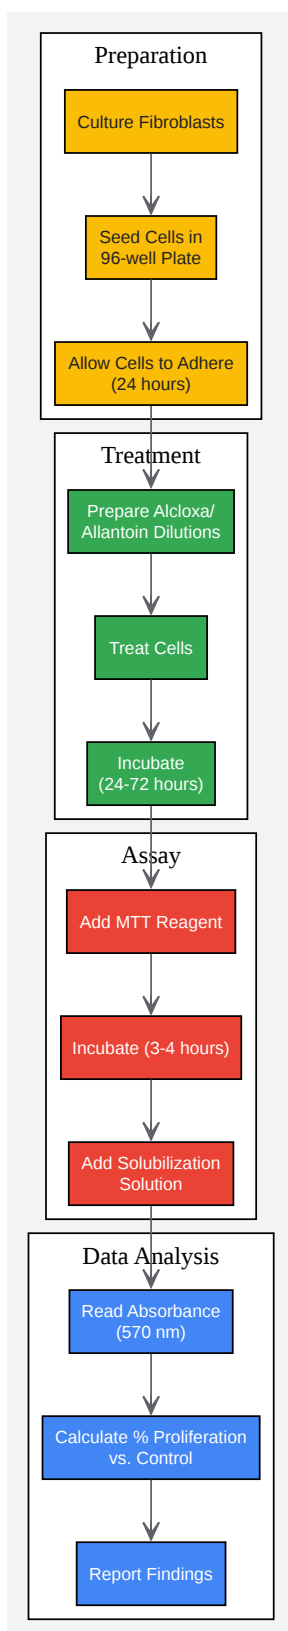 Preparation
Culture Fibroblasts
Seed Cells in
96-well Plate
Allow Cells to Adhere
(24 hours)
Treatment
Prepare Alcloxa/
Allantoin Dilutions
Treat Cells
Incubate
(24-72 hours)
Assay
Add MTT Reagent
Incubate (3-4 hours)
Add Solubilization
Solution
Data Analysis
Read Absorbance
(570 nm)
Calculate % Proliferation
vs. Control
Report Findings